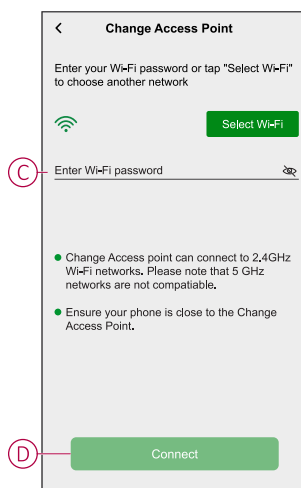 Change Access Point
Enter your Wi-Fi password or tap "Select Wi-Fi"
to choose another network
Select Wi-Fi
C
Enter Wi-Fi password
Change Access point can connect to 2.4GHz
Wi-Fi networks. Please note that 5 GHz
networks are not compatiable.
Ensure your phone is close to the Change
Access Point.
D
Connect